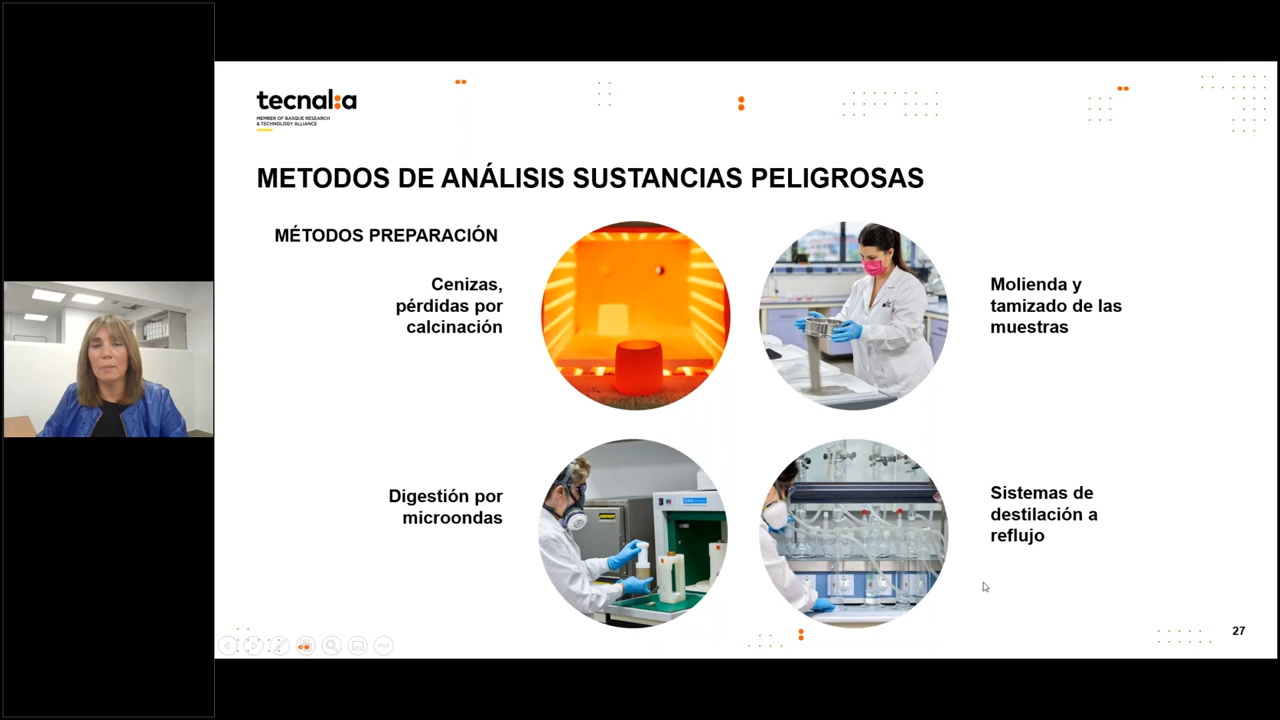 tecnal:a
MEMBER OF BASQUE RESEARCH
& TECHNOLOGY ALLIANCE
METODOS DE ANÁLISIS SUSTANCIAS PELIGROSAS
MÉTODOS PREPARACIÓN
Cenizas,
pérdidas por
calcinación
Molienda y
tamizado de las
muestras
Digestión por
microondas
Sistemas de
destilación a
reflujo
27